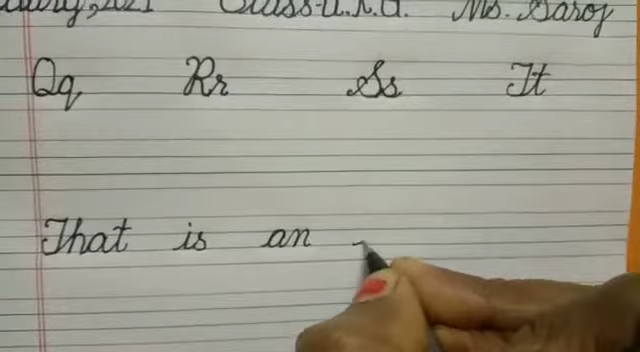 Class-U.K.G. Ms. Saroj
Qq Rr Ss Tt
That is an